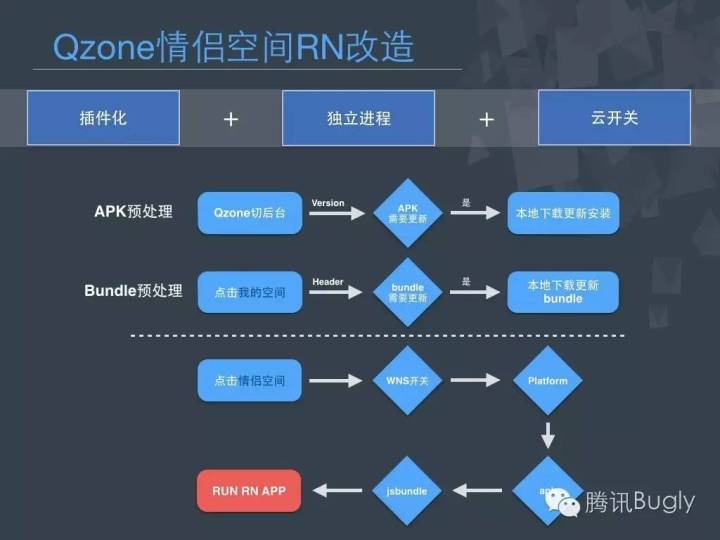 Qzone情侣空间RN改造
插件化 + 独立进程 + 云开关
APK预处理
Qzone切后台
Version
APK
需要更新
是
本地下载更新安装
Bundle预处理
点击我的空间
Header
bundle
需要更新
是
本地下载更新
bundle
点击情侣空间
WNS开关
Platform
RUN RN APP
jsbundle
腾讯Bugly